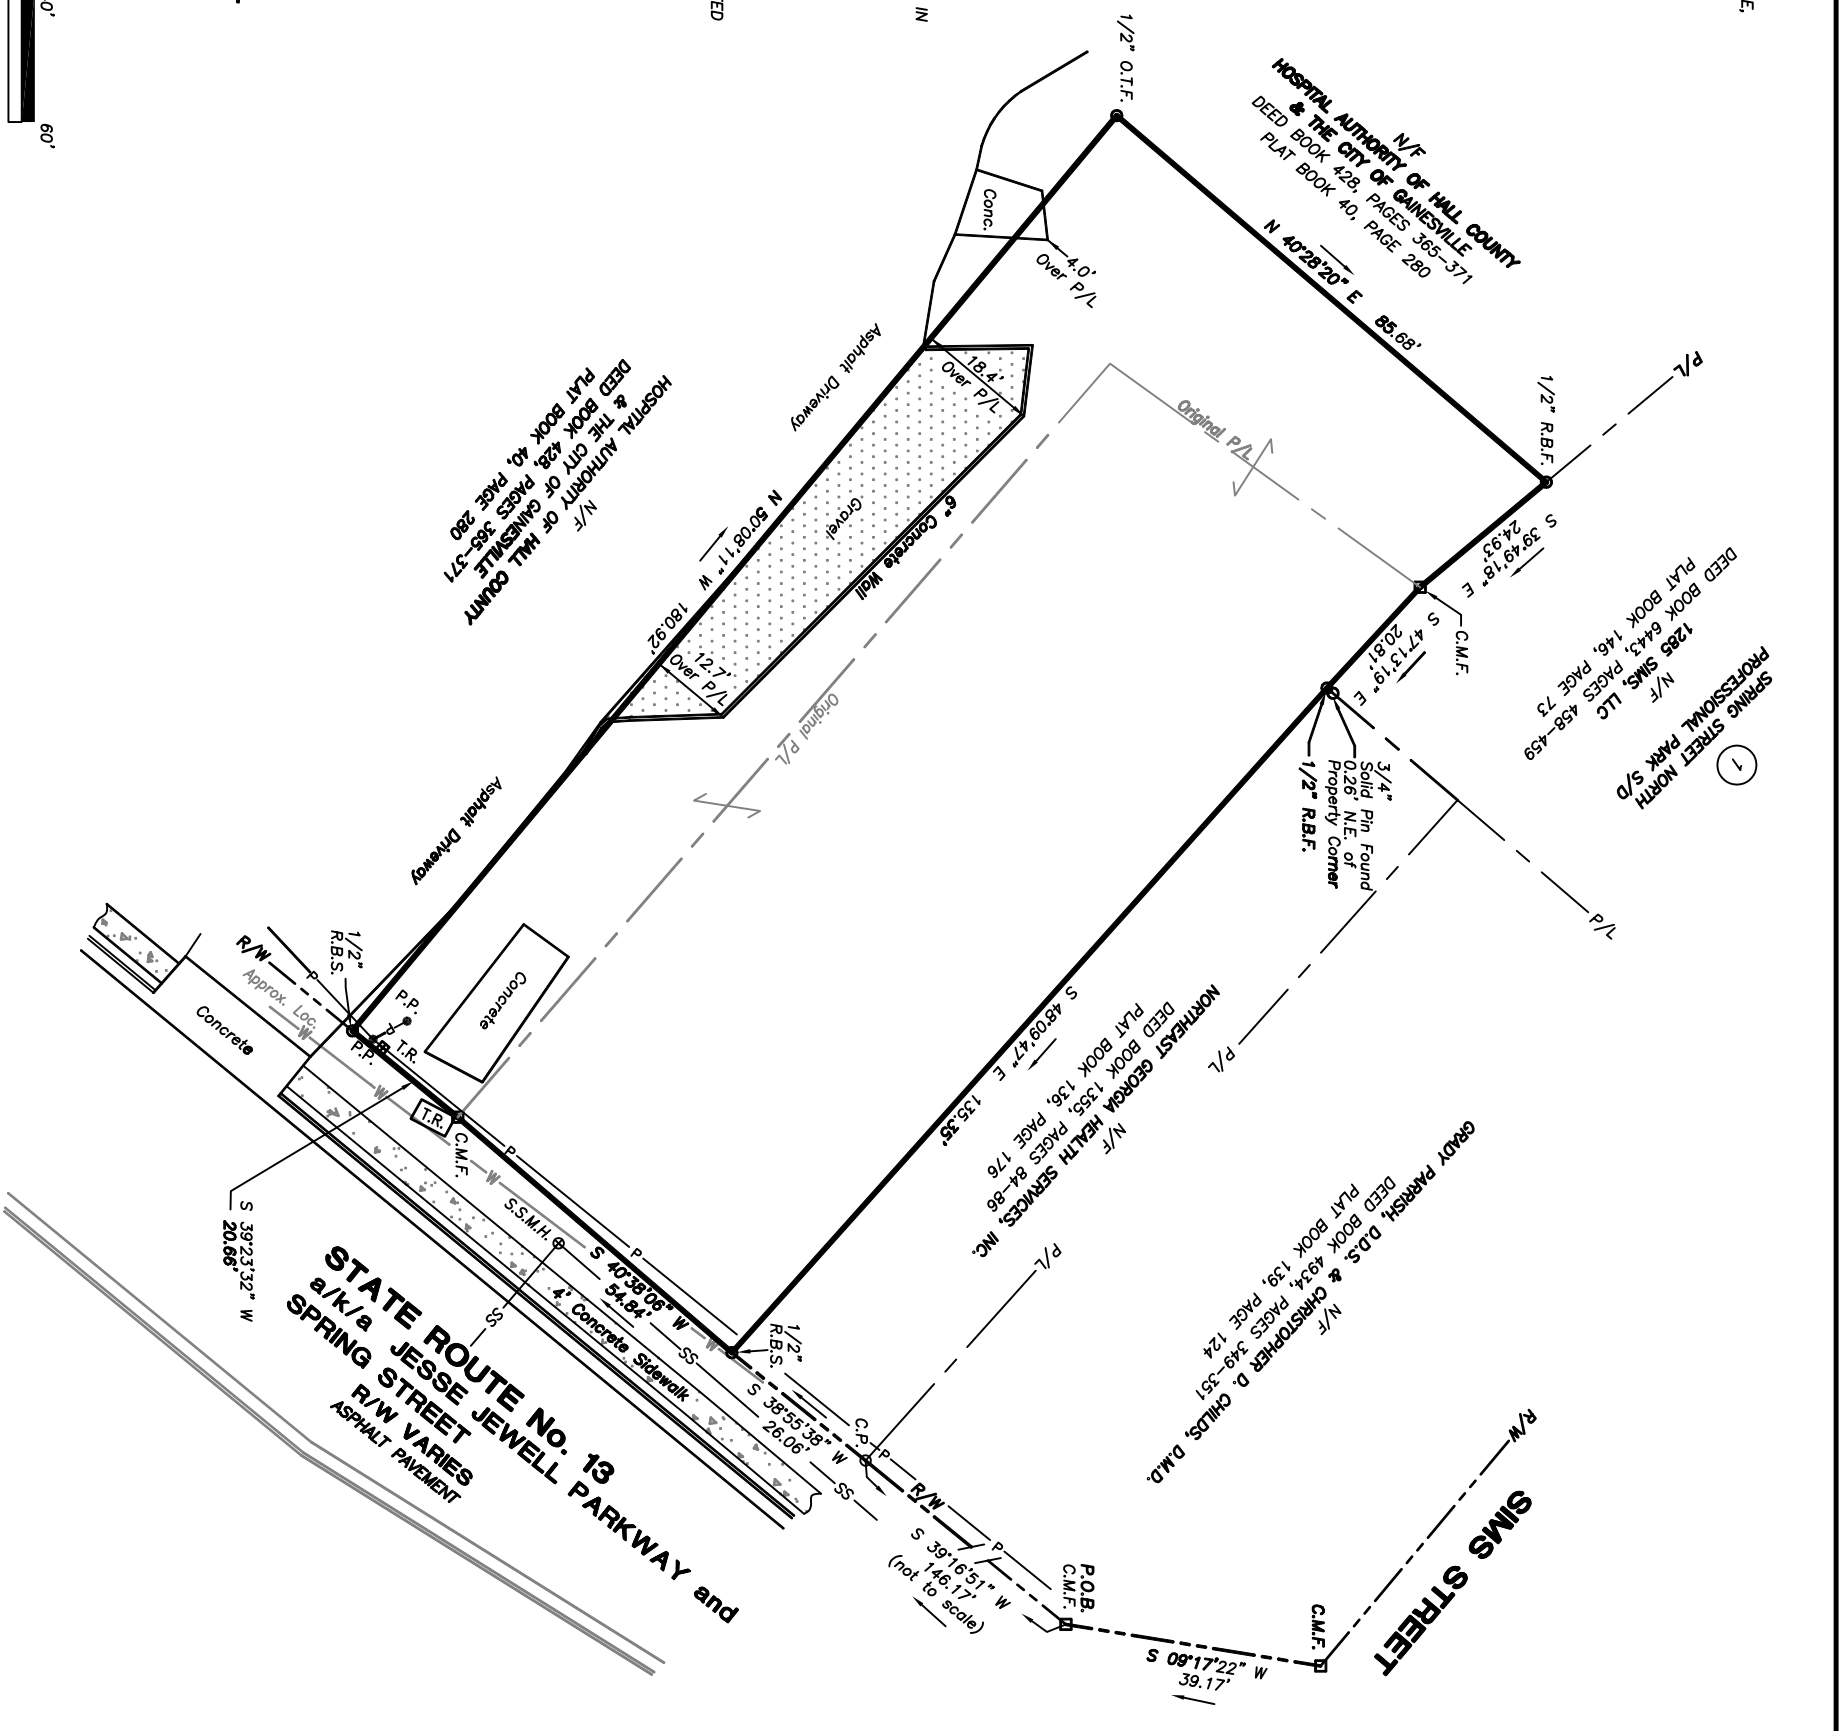 0'
60'
TED
IN
E,
1/2" O.T.F.
N/F
HOSPITAL AUTHORITY OF HALL COUNTY
& THE CITY OF GAINESVILLE
DEED BOOK 428, PAGES 365-371
PLAT BOOK 40, PAGE 280
N 40°28'20" E 85.68'
P/L
1/2" R.B.F.
Conc.
4.0'
Over P/L
Asphalt Driveway
18.4'
Over P/L
Gravel
6" Concrete Wall
12.7'
Over P/L
Original P/L
Original P/L
S 39°49'18" E
24.93'
C.M.F.
S 47°13'19" E
20.81'
SPRING STREET NORTH
PROFESSIONAL PARK S/D
1
N/F
1285 SIMS, LLC
DEED BOOK 6443, PAGES 458-459
PLAT BOOK 146, PAGE 73
3/4"
Solid Pin Found
0.26' N.E. of
Property Corner
1/2" R.B.F.
P/L
P/L
N/F
HOSPITAL AUTHORITY OF HALL COUNTY
& THE CITY OF GAINESVILLE
DEED BOOK 428, PAGES 365-371
PLAT BOOK 40, PAGE 280
N 50°08'11" W
180.92'
Asphalt Driveway
S 48°09'47" E 135.35'
N/F
NORTHEAST GEORGIA HEALTH SERVICES, INC.
DEED BOOK 1355, PAGES 84-86
PLAT BOOK 136, PAGE 176
P/L
N/F
GRADY PARRISH, D.D.S. & CHRISTOPHER D. CHILDS, D.M.D.
DEED BOOK 4934, PAGES 349-351
PLAT BOOK 139, PAGE 124
R/W
SIMS STREET
C.M.F.
S 09°17'22" W
39.17'
P.O.B.
C.M.F.
S 39°16'51" W
146.17'
(not to scale)
P
R/W
P
C.P.
S 38°55'38" W
26.06'
SS
1/2"
R.B.S.
W
SS
S 40°38'06" W
54.84'
4' Concrete Sidewalk
P
P
S.S.M.H.
SS
W
C.M.F.
T.R.
W
Concrete
T.R.
P.P.
P
P.P.
1/2"
R.B.S.
P
R/W
Approx. Loc.
W
Concrete
S 39°23'32" W
20.66'
STATE ROUTE No. 13
a/k/a JESSE JEWELL PARKWAY and
SPRING STREET
R/W VARIES
ASPHALT PAVEMENT